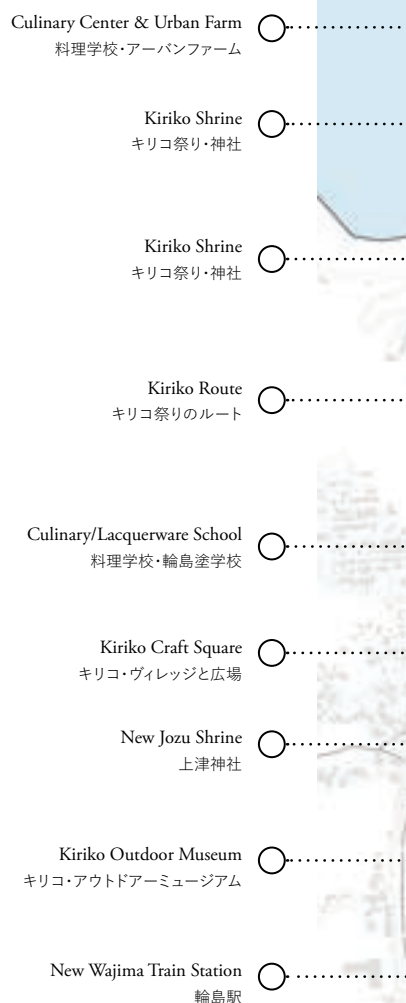 Culinary Center & Urban Farm
料理学校・アーバンファーム
Kiriko Shrine
キリコ祭り・神社
Kiriko Shrine
キリコ祭り・神社
Kiriko Route
キリコ祭りのルート
Culinary/Lacquerware School
料理学校・輪島塗学校
Kiriko Craft Square
キリコ・ヴィレッジと広場
New Jozu Shrine
上津神社
Kiriko Outdoor Museum
キリコ・アウトドアーミュージアム
New Wajima Train Station
輪島駅